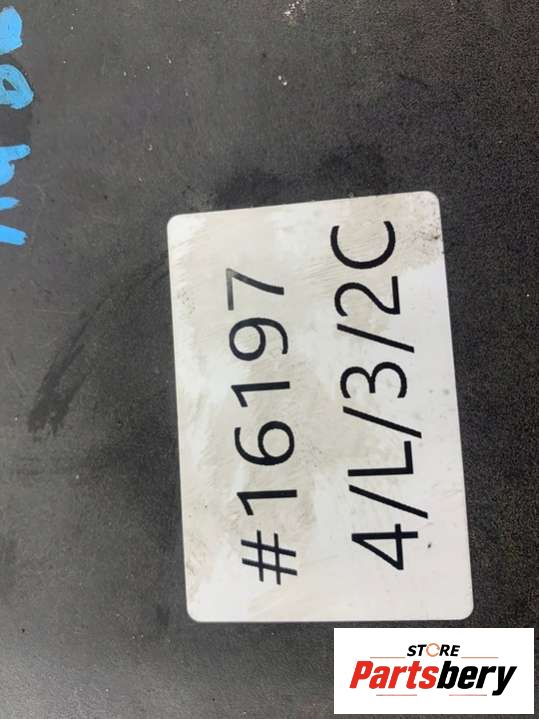 #16197
4/L/3/2C
STORE
Partsbery